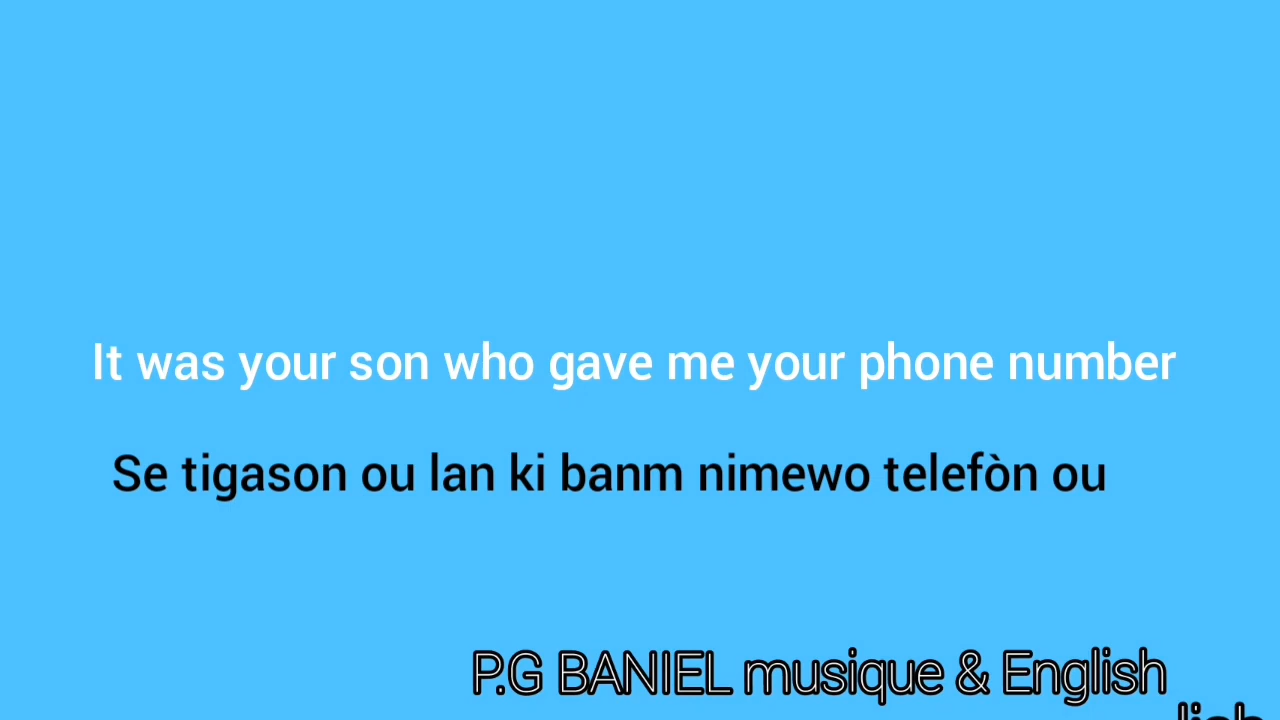 It was your son who gave me your phone number
Se tigason ou lan ki banm nimewo telefòn ou
P.G BANIEL musique & English